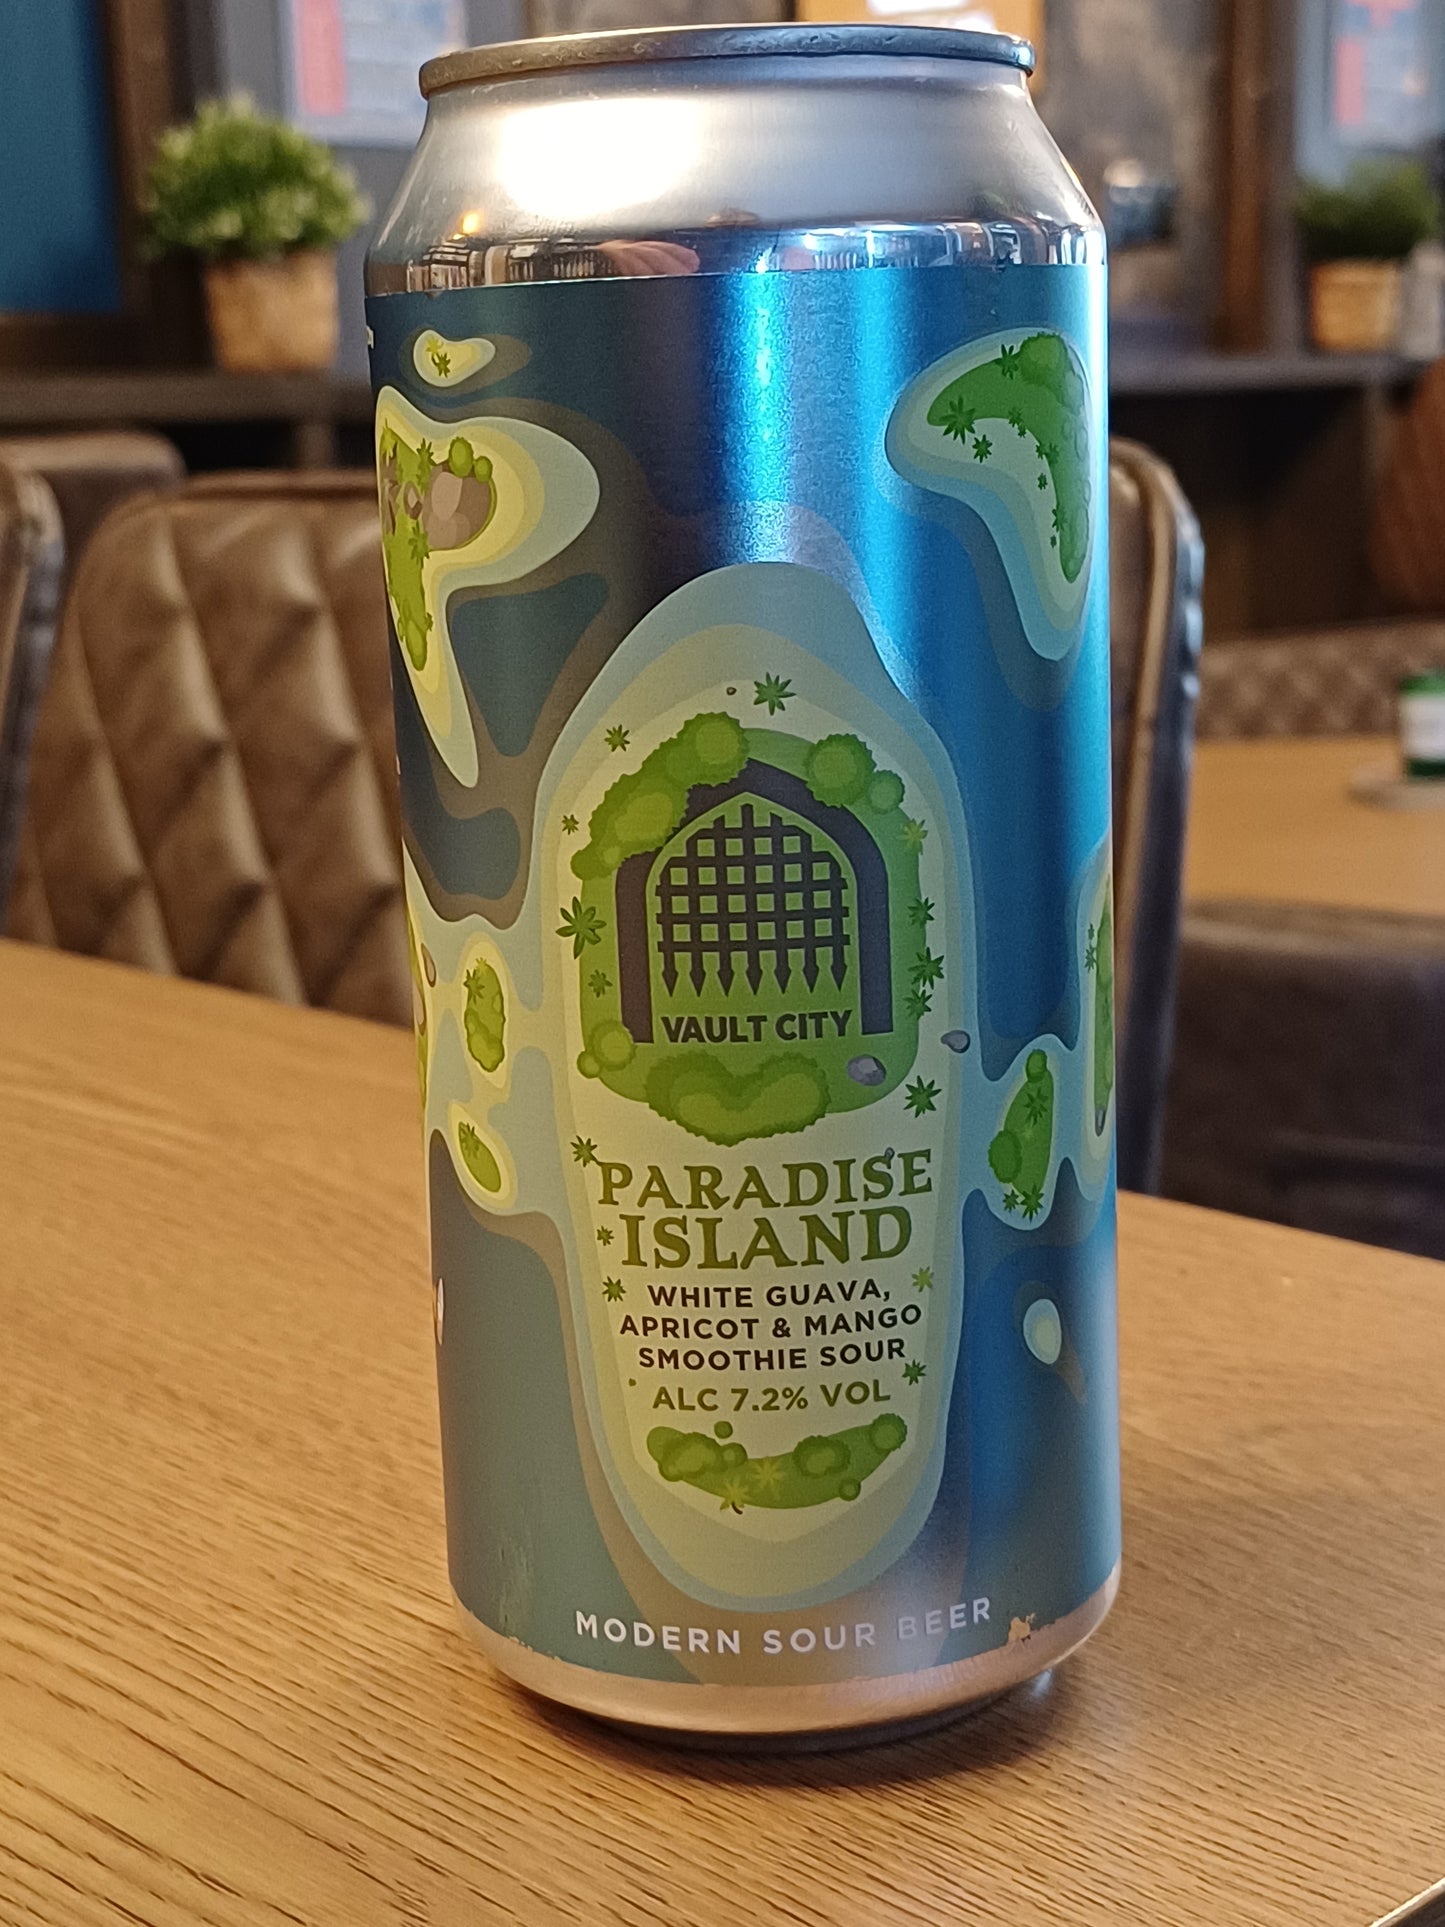 VAULT CITY
PARADISE
ISLAND
WHITE GUAVA,
APRICOT & MANGO
SMOOTHIE SOUR
ALC 7.2% VOL
MODERN SOUR BEER